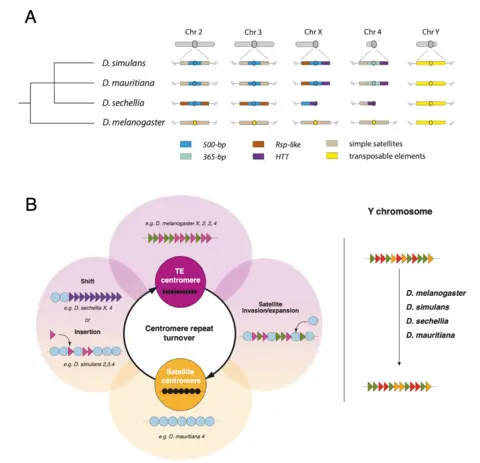 A
Chr 2 Chr 3 Chr X Chr 4 Chr Y
D. simulans
D. mauritiana
D. sechellia
D. melanogaster
500-bp Rsp-like simple satellites
365-bp HTT transposable elements
B
e.g. D. melanogaster X, 2, 3, 4
TE
centromere
Shift
e.g. D. sechellia X, 4
or
Insertion
e.g. D. simulans 2,3,4
Centromere repeat
turnover
Satellite
Invasion/expansion
Satellite
centromere
e.g. D. mauritiana 4
Y chromosome
D. melanogaster
D. simulans
D. sechellia
D. mauritiana